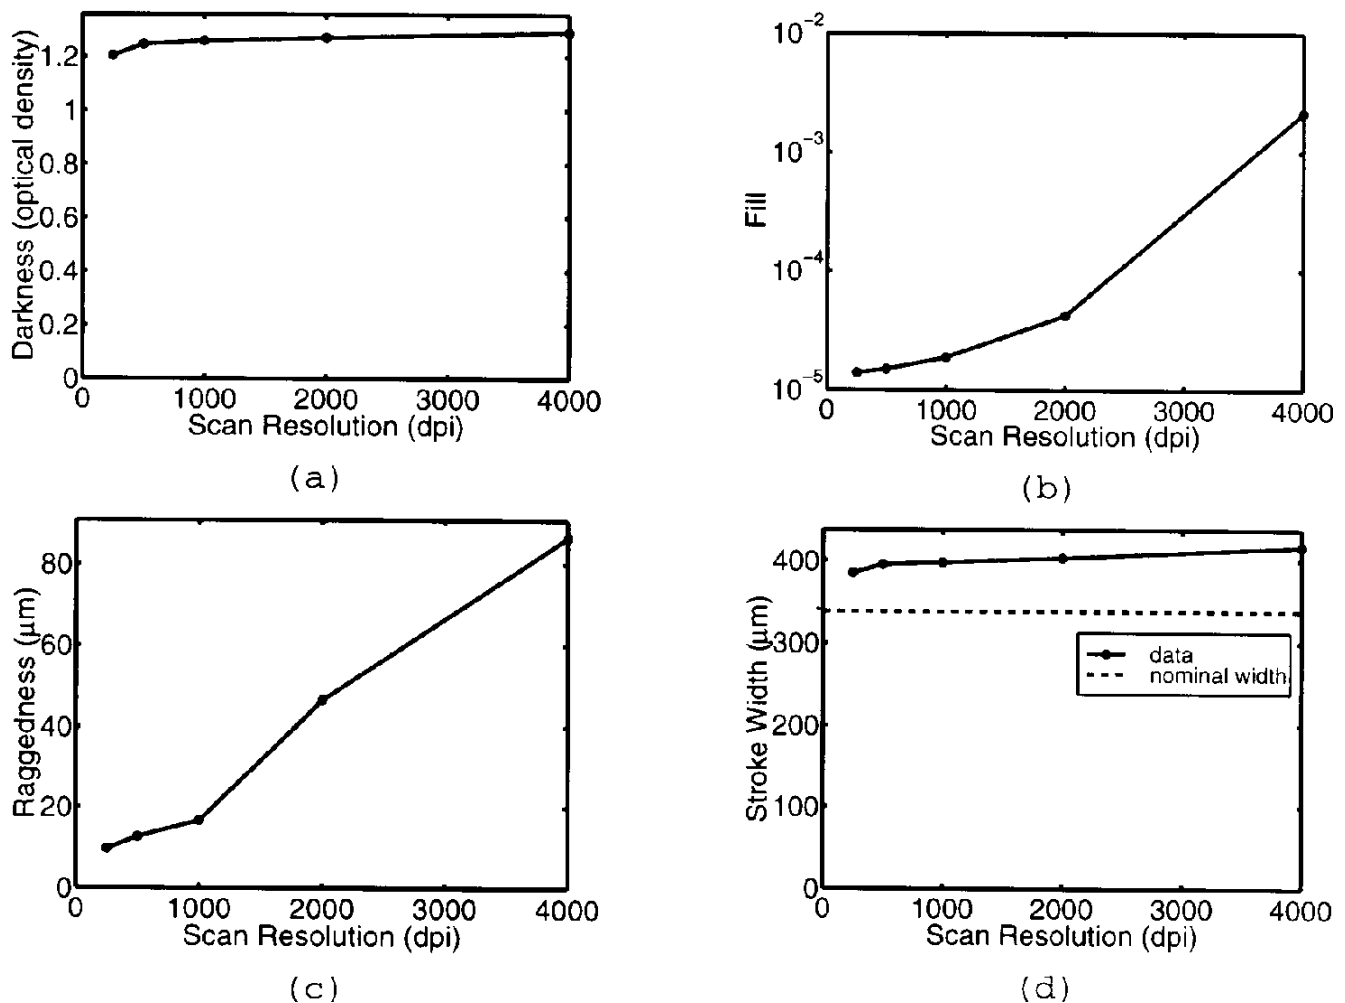 Darkness (optical density)
1.2
1
0.8
0.6
0.4
0.2
0
0 1000 2000 3000 4000
Scan Resolution (dpi)
(a)
Fill
10−2
10−3
10−4
10−5
0 1000 2000 3000 4000
Scan Resolution (dpi)
(b)
Raggedness (μm)
80
60
40
20
0
0 1000 2000 3000 4000
Scan Resolution (dpi)
(c)
Stroke Width (μm)
400
300
200
100
0
data
nominal width
0 1000 2000 3000 4000
Scan Resolution (dpi)
(d)